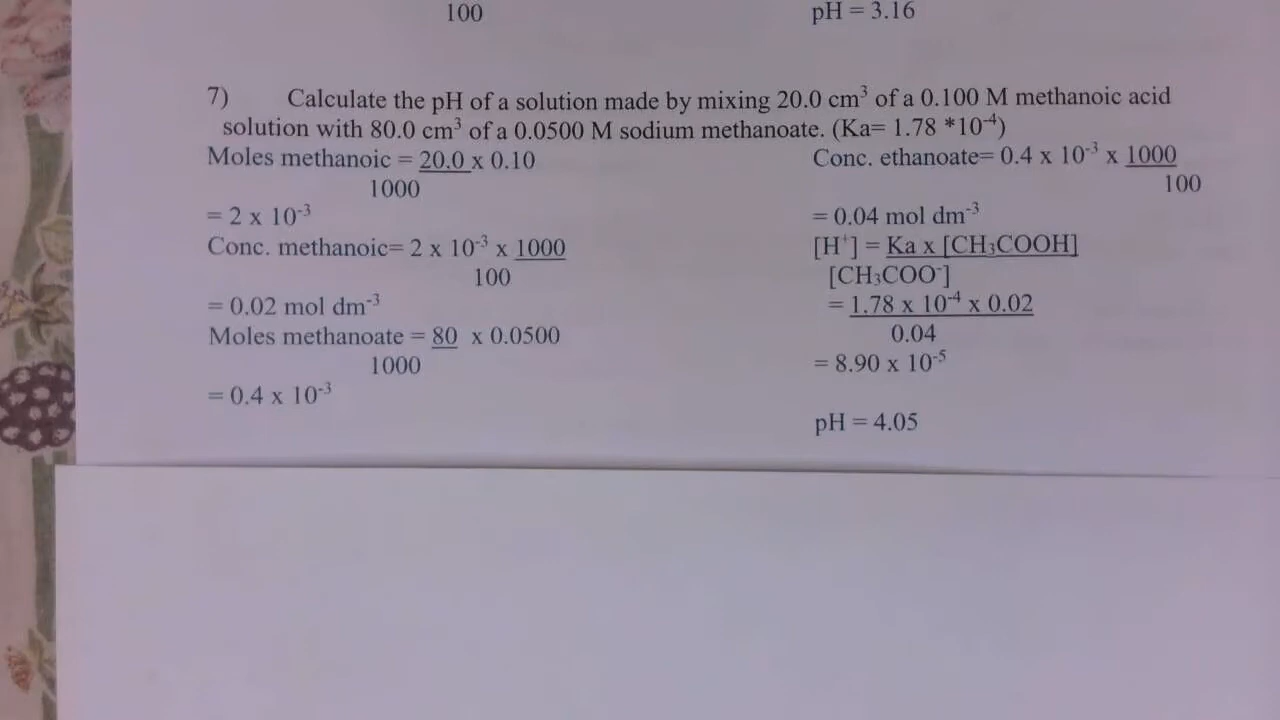 100
pH = 3.16
7) Calculate the pH of a solution made by mixing 20.0 cm³ of a 0.100 M methanoic acid
solution with 80.0 cm³ of a 0.0500 M sodium methanoate. (Ka= 1.78 *10⁻⁴)
Moles methanoic = 20.0 x 0.10
1000
= 2 x 10⁻³
Conc. methanoic= 2 x 10⁻³ x 1000
100
= 0.02 mol dm⁻³
Moles methanoate = 80 x 0.0500
1000
= 0.4 x 10⁻³
Conc. ethanoate= 0.4 x 10⁻³ x 1000
100
= 0.04 mol dm⁻³
[H⁺] = Ka x [CH₃COOH]
[CH₃COO⁻]
= 1.78 x 10⁻⁴ x 0.02
0.04
= 8.90 x 10⁻⁵
pH = 4.05